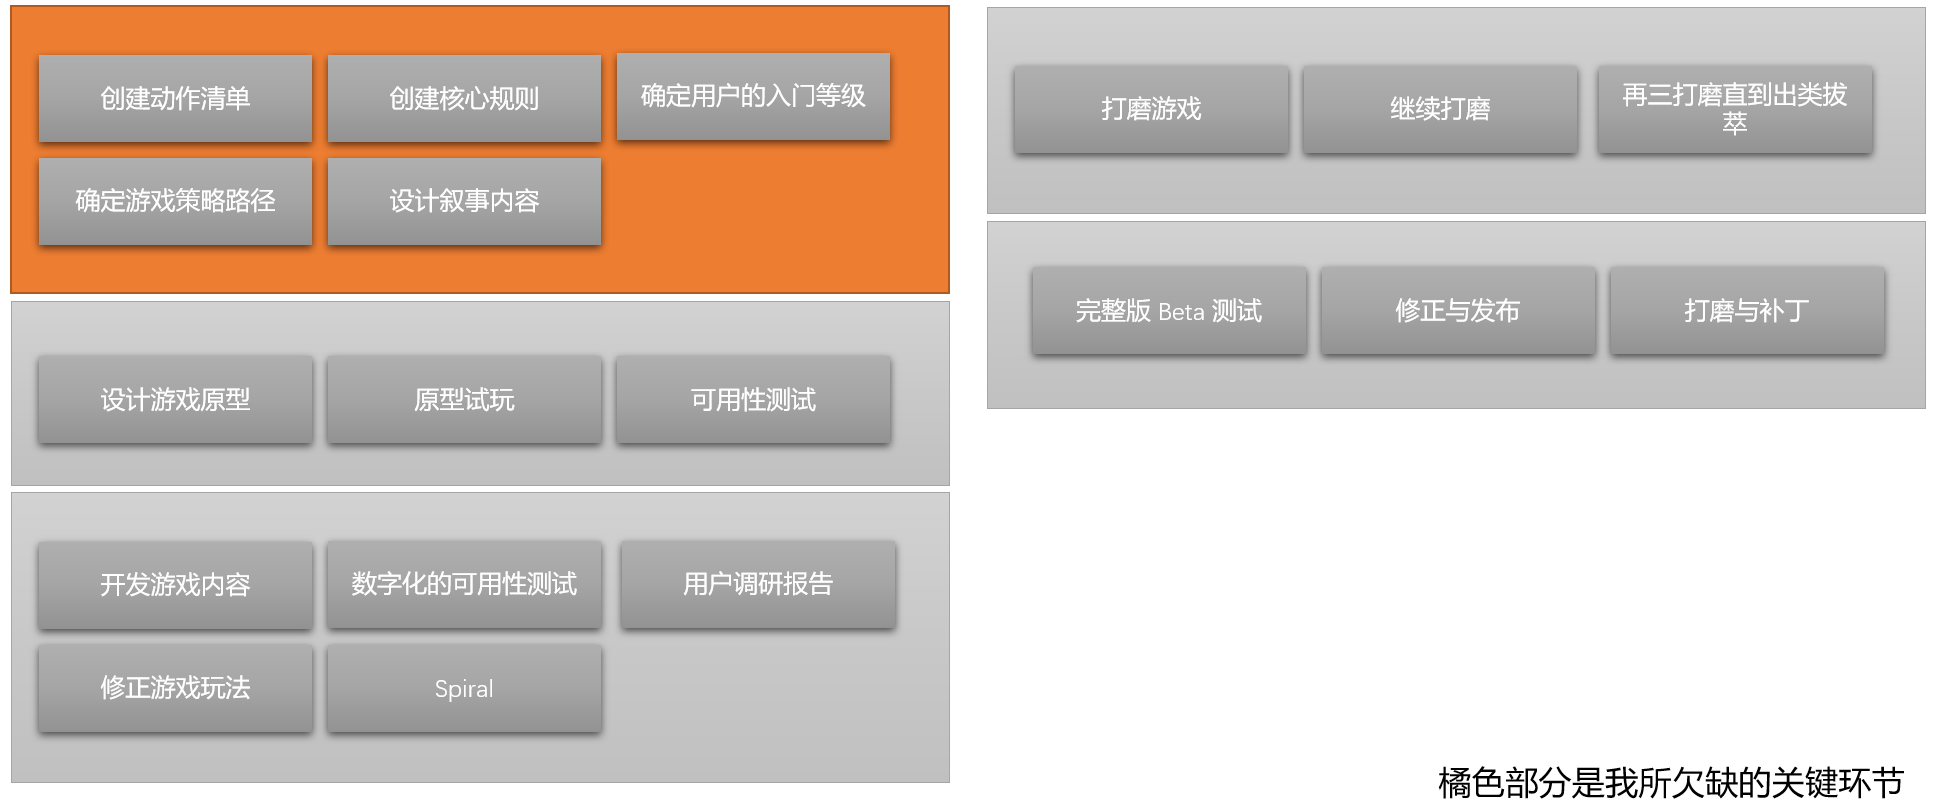 创建动作清单
创建核心规则
确定用户的入门等级
确定游戏策略路径
设计叙事内容
设计游戏原型
原型试玩
可用性测试
开发游戏内容
数字化的可用性测试
用户调研报告
修正游戏玩法
Spiral
打磨游戏
继续打磨
再三打磨直到出类拔
萃
完整版 Beta 测试
修正与发布
打磨与补丁
橘色部分是我所欠缺的关键环节